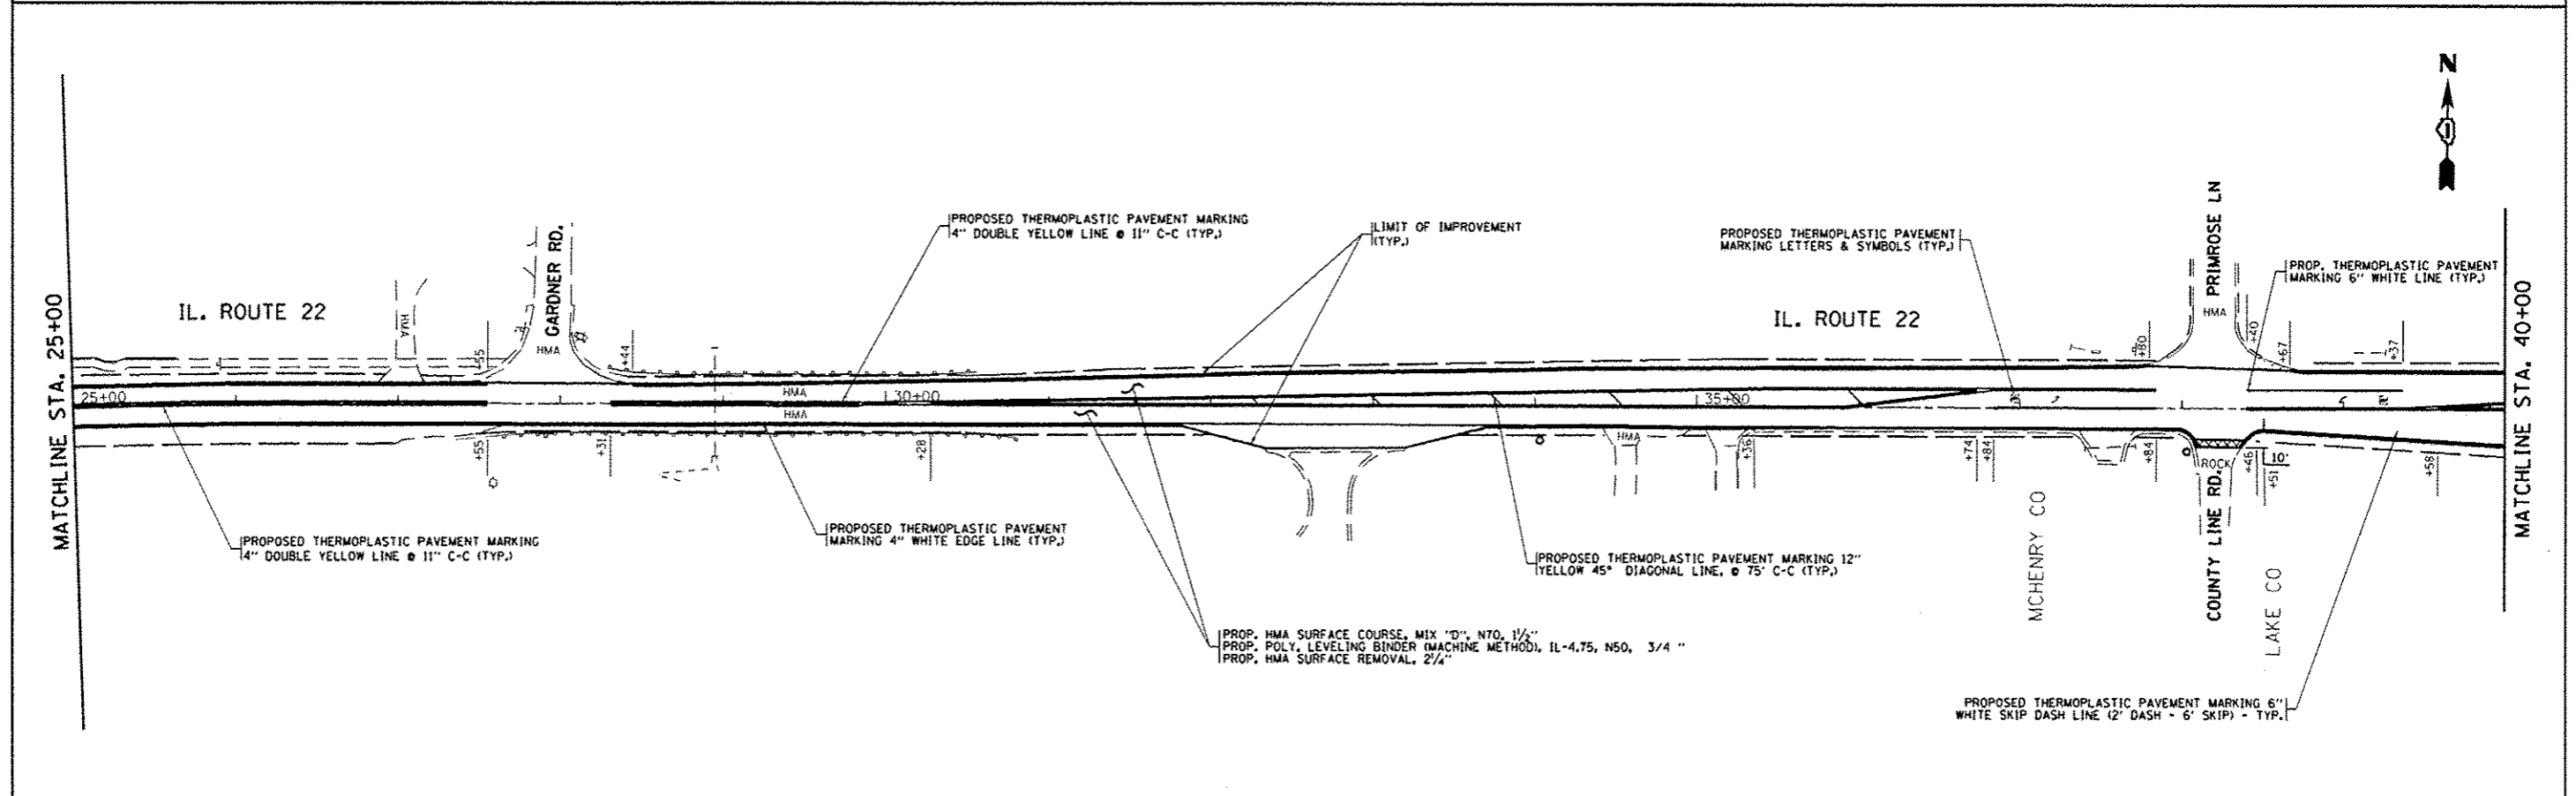 N
PROPOSED THERMOPLASTIC PAVEMENT MARKING
4" DOUBLE YELLOW LINE @ 11" C-C (TYP.)
LIMIT OF IMPROVEMENT
(TYP.)
PROPOSED THERMOPLASTIC PAVEMENT
MARKING LETTERS & SYMBOLS (TYP.)
PRIMROSE LN
PROP. THERMOPLASTIC PAVEMENT
MARKING 6" WHITE LINE (TYP.)
MATCHLINE STA. 25+00
IL. ROUTE 22
HMA
GARDNER RD.
HMA
IL. ROUTE 22
HMA
MATCHLINE STA. 40+00
+55
+44
+80
+40
+67
+37
25+00
HMA
30+00
35+00
HMA
+55
+31
+28
HMA
+36
+74
+84
+84
ROCK
+46
+51
10'
+58
PROPOSED THERMOPLASTIC PAVEMENT MARKING
4" DOUBLE YELLOW LINE @ 11" C-C (TYP.)
PROPOSED THERMOPLASTIC PAVEMENT
MARKING 4" WHITE EDGE LINE (TYP.)
PROPOSED THERMOPLASTIC PAVEMENT MARKING 12"
YELLOW 45° DIAGONAL LINE, @ 75' C-C (TYP.)
MCHENRY CO
COUNTY LINE RD.
LAKE CO
PROP. HMA SURFACE COURSE, MIX "D", N70, 1½"
PROP. POLY. LEVELING BINDER (MACHINE METHOD), IL-4.75, N50, 3/4 "
PROP. HMA SURFACE REMOVAL, 2¼"
PROPOSED THERMOPLASTIC PAVEMENT MARKING 6"
WHITE SKIP DASH LINE (2' DASH - 6' SKIP) - TYP.